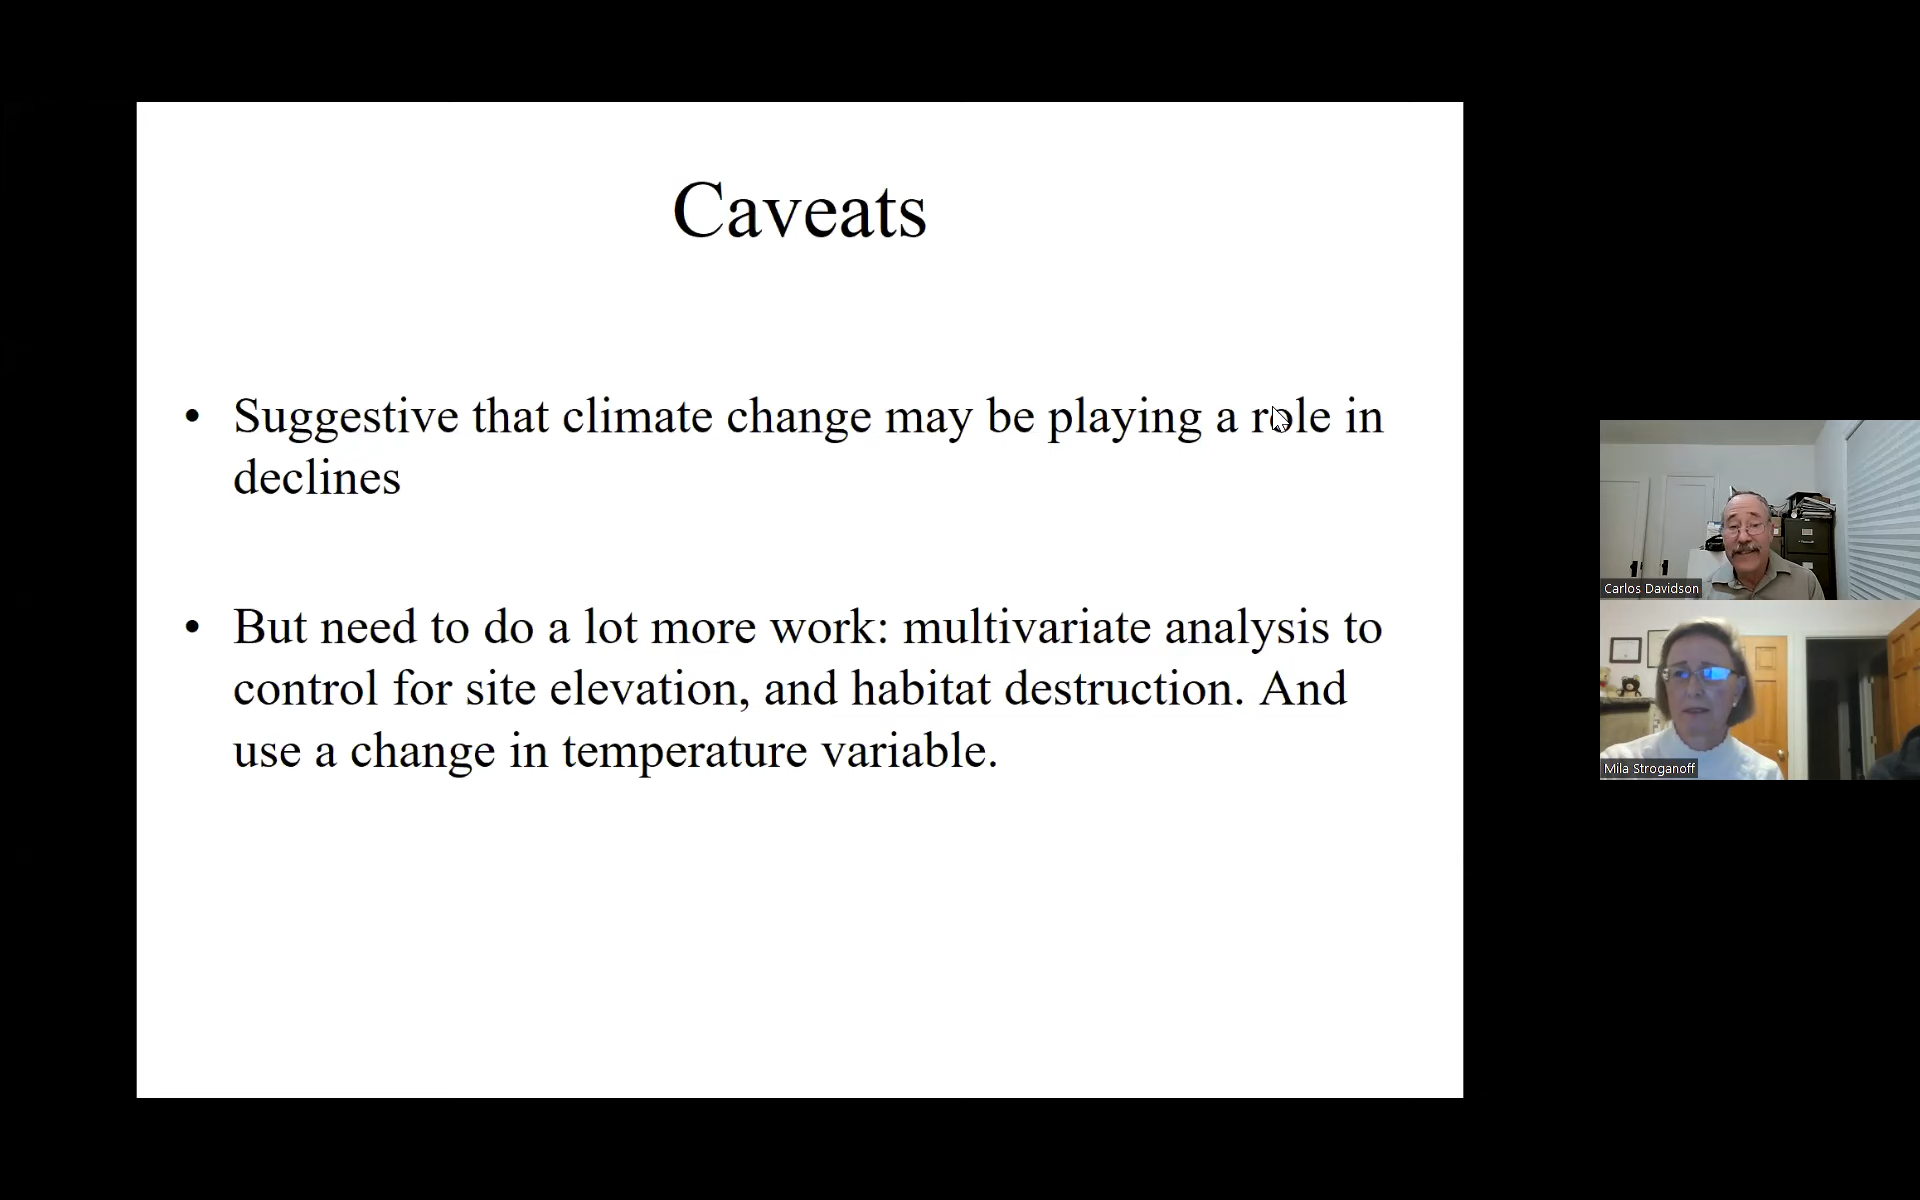 Caveats
• Suggestive that climate change may be playing a role in
declines
• But need to do a lot more work: multivariate analysis to
control for site elevation, and habitat destruction. And
use a change in temperature variable.
Carlos Davidson
Mila Stroganoff